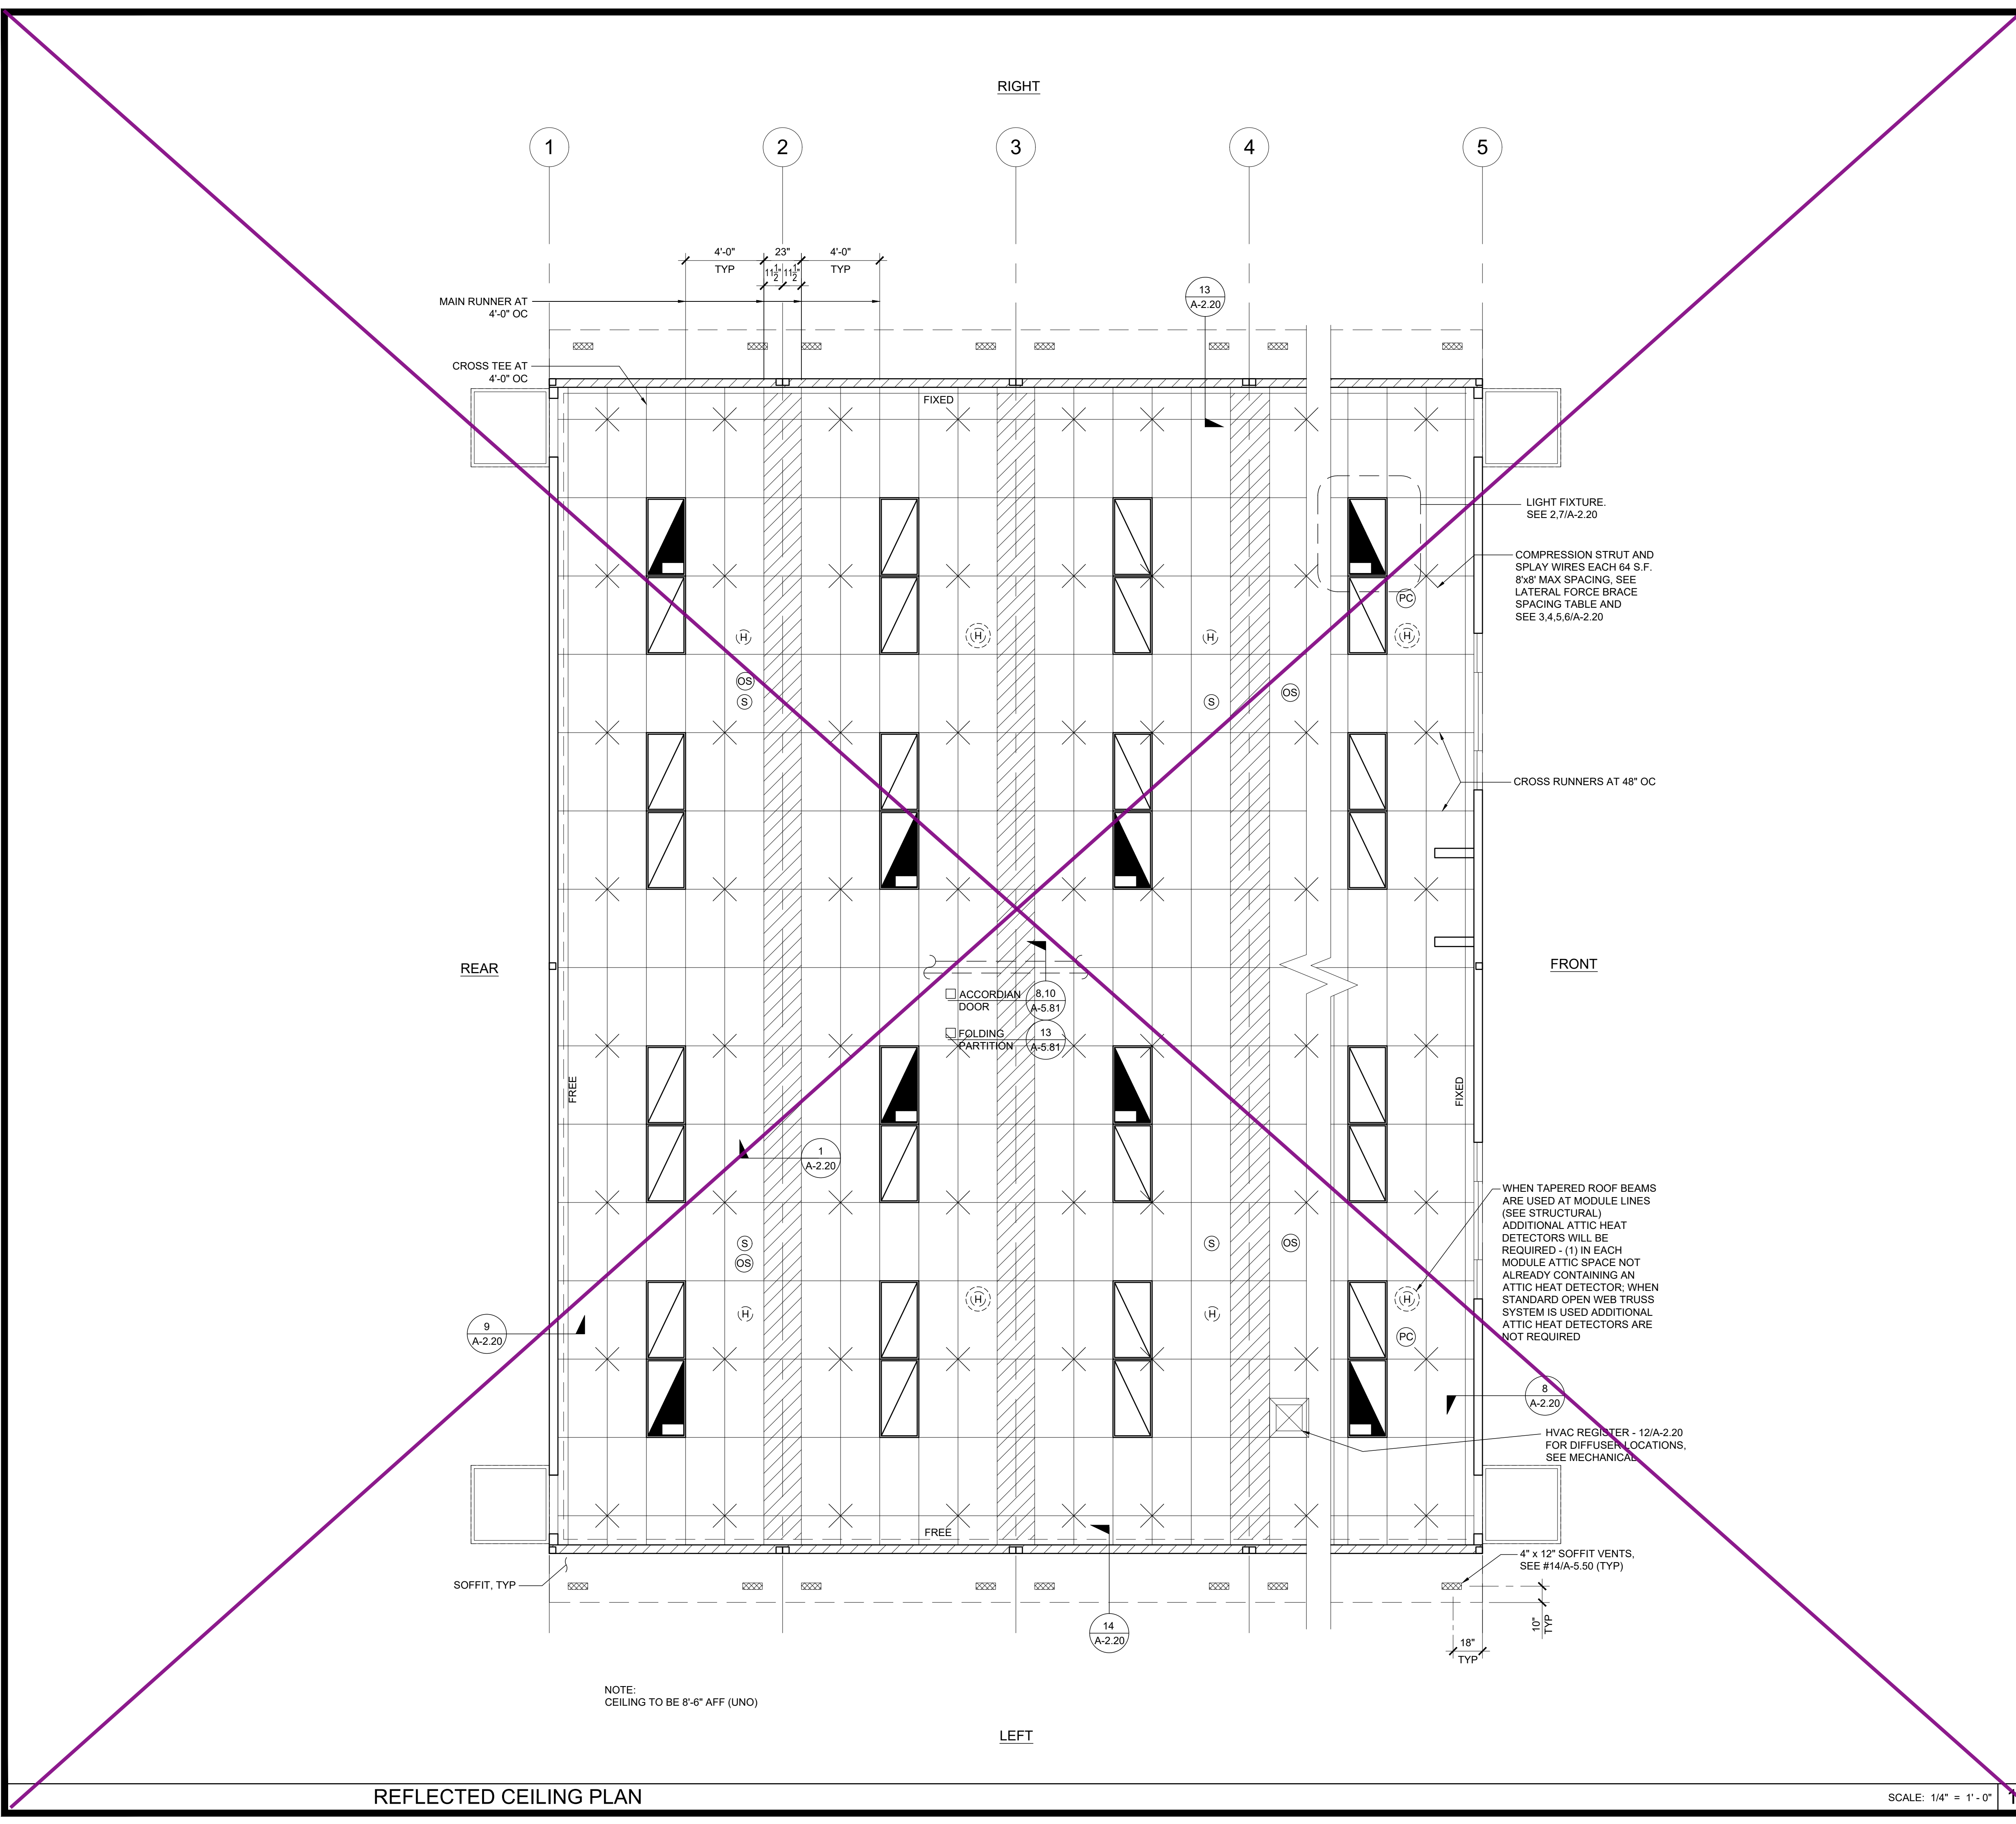 RIGHT
1 2 3 4 5
4'-0" 23" 4'-0"
TYP 11 1/2" 11 1/2" TYP
MAIN RUNNER AT
4'-0" OC
13
A-2.20
CROSS TEE AT
4'-0" OC
FIXED
LIGHT FIXTURE.
SEE 2,7/A-2.20
COMPRESSION STRUT AND
SPLAY WIRES EACH 64 S.F.
8'x8' MAX SPACING, SEE
LATERAL FORCE BRACE
SPACING TABLE AND
SEE 3,4,5,6/A-2.20
PC
H H H H
OS OS
S S
CROSS RUNNERS AT 48" OC
REAR
FRONT
ACCORDIAN
DOOR
8,10
A-5.81
FOLDING
PARTITION
13
A-5.81
FREE
FIXED
1
A-2.20
WHEN TAPERED ROOF BEAMS
ARE USED AT MODULE LINES
(SEE STRUCTURAL)
ADDITIONAL ATTIC HEAT
DETECTORS WILL BE
REQUIRED - (1) IN EACH
MODULE ATTIC SPACE NOT
ALREADY CONTAINING AN
ATTIC HEAT DETECTOR; WHEN
STANDARD OPEN WEB TRUSS
SYSTEM IS USED ADDITIONAL
ATTIC HEAT DETECTORS ARE
NOT REQUIRED
S S OS
OS
H H H H
PC
9
A-2.20
8
A-2.20
HVAC REGISTER - 12/A-2.20
FOR DIFFUSER LOCATIONS,
SEE MECHANICAL
FREE
4" x 12" SOFFIT VENTS,
SEE #14/A-5.50 (TYP)
SOFFIT, TYP
10"
TYP
14
A-2.20
18"
TYP
NOTE:
CEILING TO BE 8'-6" AFF (UNO)
LEFT
REFLECTED CEILING PLAN
SCALE: 1/4" = 1' - 0"